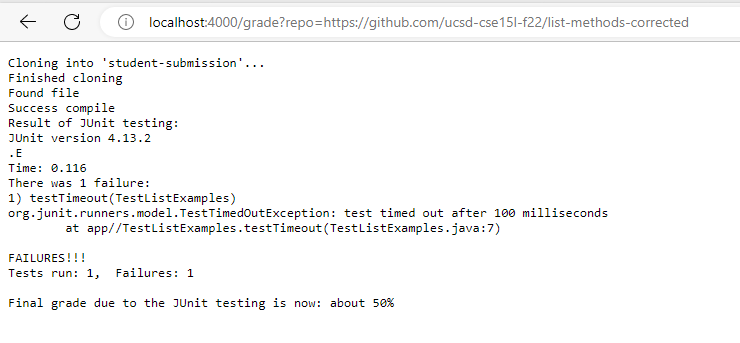 localhost:4000/grade?repo=https://github.com/ucsd-cse15l-f22/list-methods-corrected
Cloning into 'student-submission'...
Finished cloning
Found file
Success compile
Result of JUnit testing:
JUnit version 4.13.2
.E
Time: 0.116
There was 1 failure:
1) testTimeout(TestListExamples)
org.junit.runners.model.TestTimedOutException: test timed out after 100 milliseconds
        at app//TestListExamples.testTimeout(TestListExamples.java:7)
FAILURES!!!
Tests run: 1,  Failures: 1
Final grade due to the JUnit testing is now: about 50%